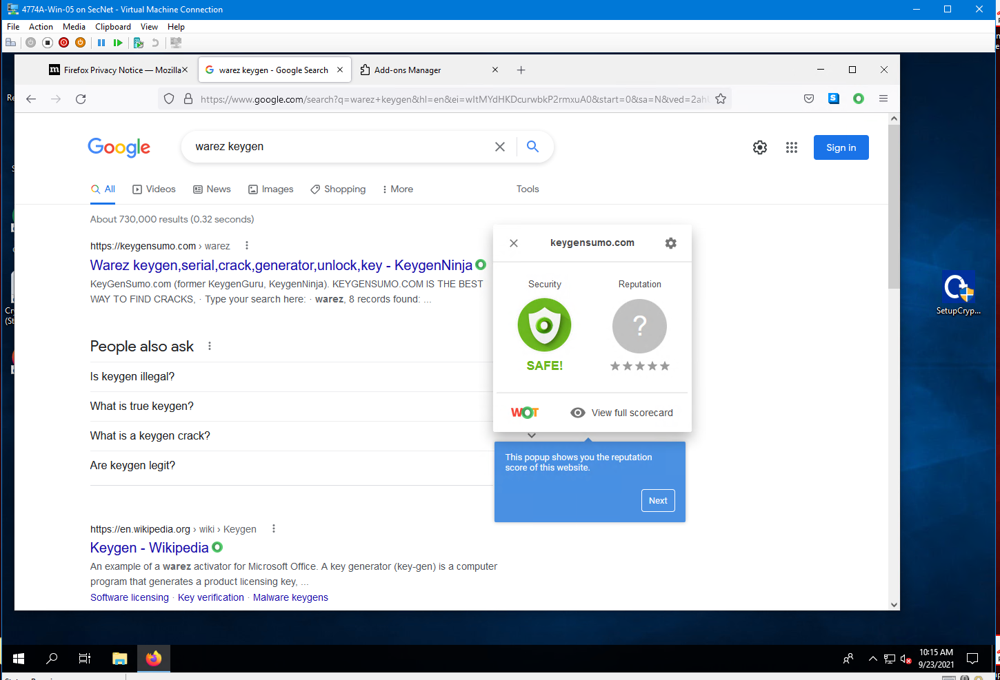 4774A-Win-05 on SecNet - Virtual Machine Connection
File Action Media Clipboard View Help
Firefox Privacy Notice — Mozilla
warez keygen - Google Search
Add-ons Manager
https://www.google.com/search?q=warez+keygen&hl=en&ei=wItMYdHKDcurwbkP2rmxuA0&start=0&sa=N&ved=2ahU
Google
warez keygen
Sign in
All Videos News Images Shopping More Tools
About 730,000 results (0.32 seconds)
https://keygensumo.com › warez
Warez keygen,serial,crack,generator,unlock,key - KeygenNinja
KeyGenSumo.com (former KeygenGuru, KeygenNinja). KEYGENSUMO.COM IS THE BEST
WAY TO FIND CRACKS, · Type your search here: · warez, 8 records found: ...
People also ask
Is keygen illegal?
What is true keygen?
What is a keygen crack?
Are keygen legit?
https://en.wikipedia.org › wiki › Keygen
Keygen - Wikipedia
An example of a warez activator for Microsoft Office. A key generator (key-gen) is a computer
program that generates a product licensing key, ...
Software licensing · Key verification · Malware keygens
keygensumo.com
Security Reputation
?
SAFE!
WOT View full scorecard
This popup shows you the reputation
score of this website.
Next
SetupCryp...
10:15 AM
9/23/2021